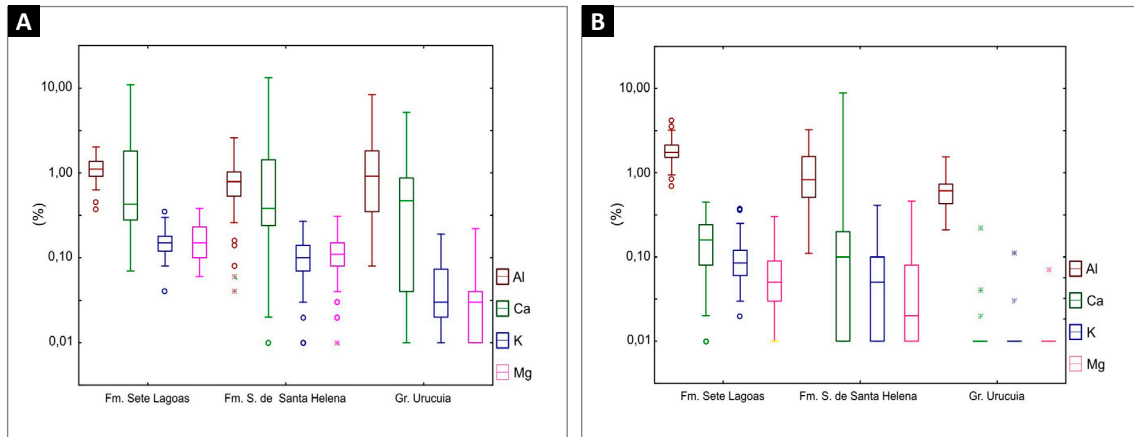 A
10,00
1,00
(%)
0,10
0,01
Al
Ca
K
Mg
Fm. Sete Lagoas
Fm. S. de Santa Helena
Gr. Urucuia
B
10,00
1,00
(%)
0,10
0,01
Al
Ca
K
Mg
Fm. Sete Lagoas
Fm. S. de Santa Helena
Gr. Urucuia